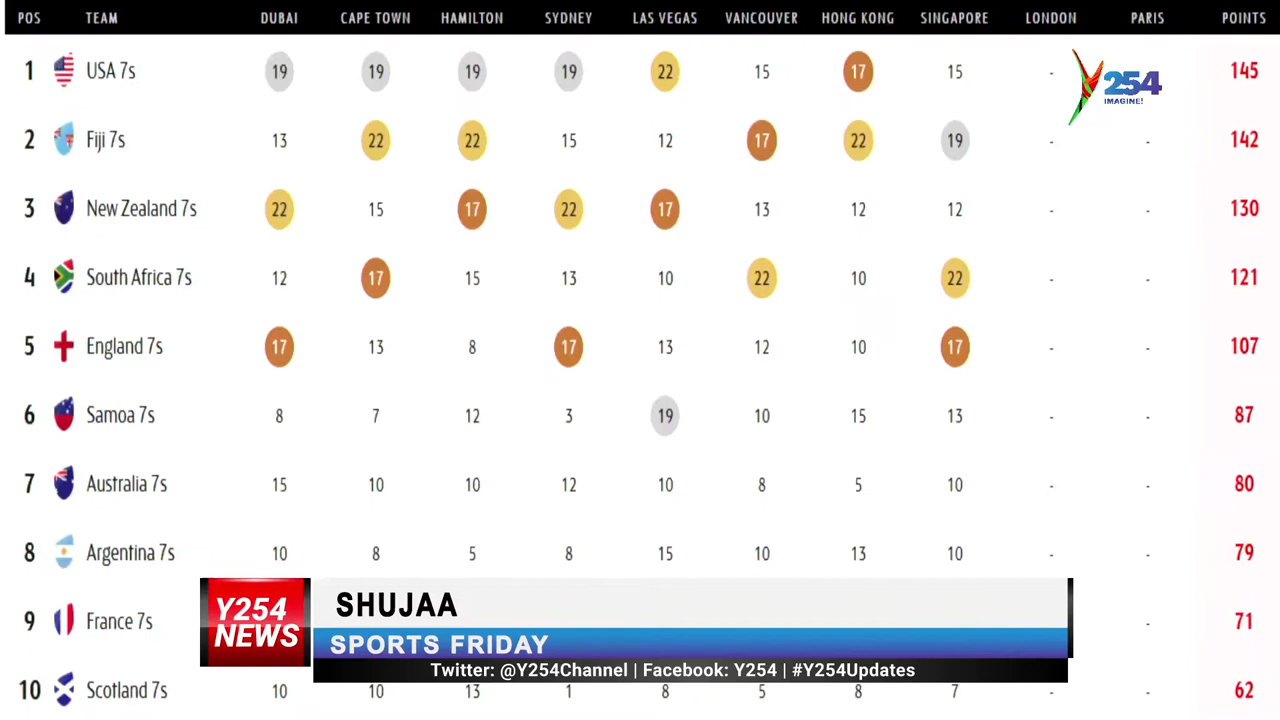 POS TEAM DUBAI CAPE TOWN HAMILTON SYDNEY LAS VEGAS VANCOUVER HONG KONG SINGAPORE LONDON PARIS POINTS
1 USA 7s 19 19 19 19 22 15 17 15 - - 145
Y254
IMAGINE!
2 Fiji 7s 13 22 22 15 12 17 22 19 - - 142
3 New Zealand 7s 22 15 17 22 17 13 12 12 - - 130
4 South Africa 7s 12 17 15 13 10 22 10 22 - - 121
5 England 7s 17 13 8 17 13 12 10 17 - - 107
6 Samoa 7s 8 7 12 3 19 10 15 13 - - 87
7 Australia 7s 15 10 10 12 10 8 5 10 - - 80
8 Argentina 7s 10 8 5 8 15 10 13 10 - - 79
9 France 7s - 71
Y254
NEWS
SHUJAA
SPORTS FRIDAY
Twitter: @Y254Channel | Facebook: Y254 | #Y254Updates
10 Scotland 7s 10 10 13 1 8 5 8 7 - - 62